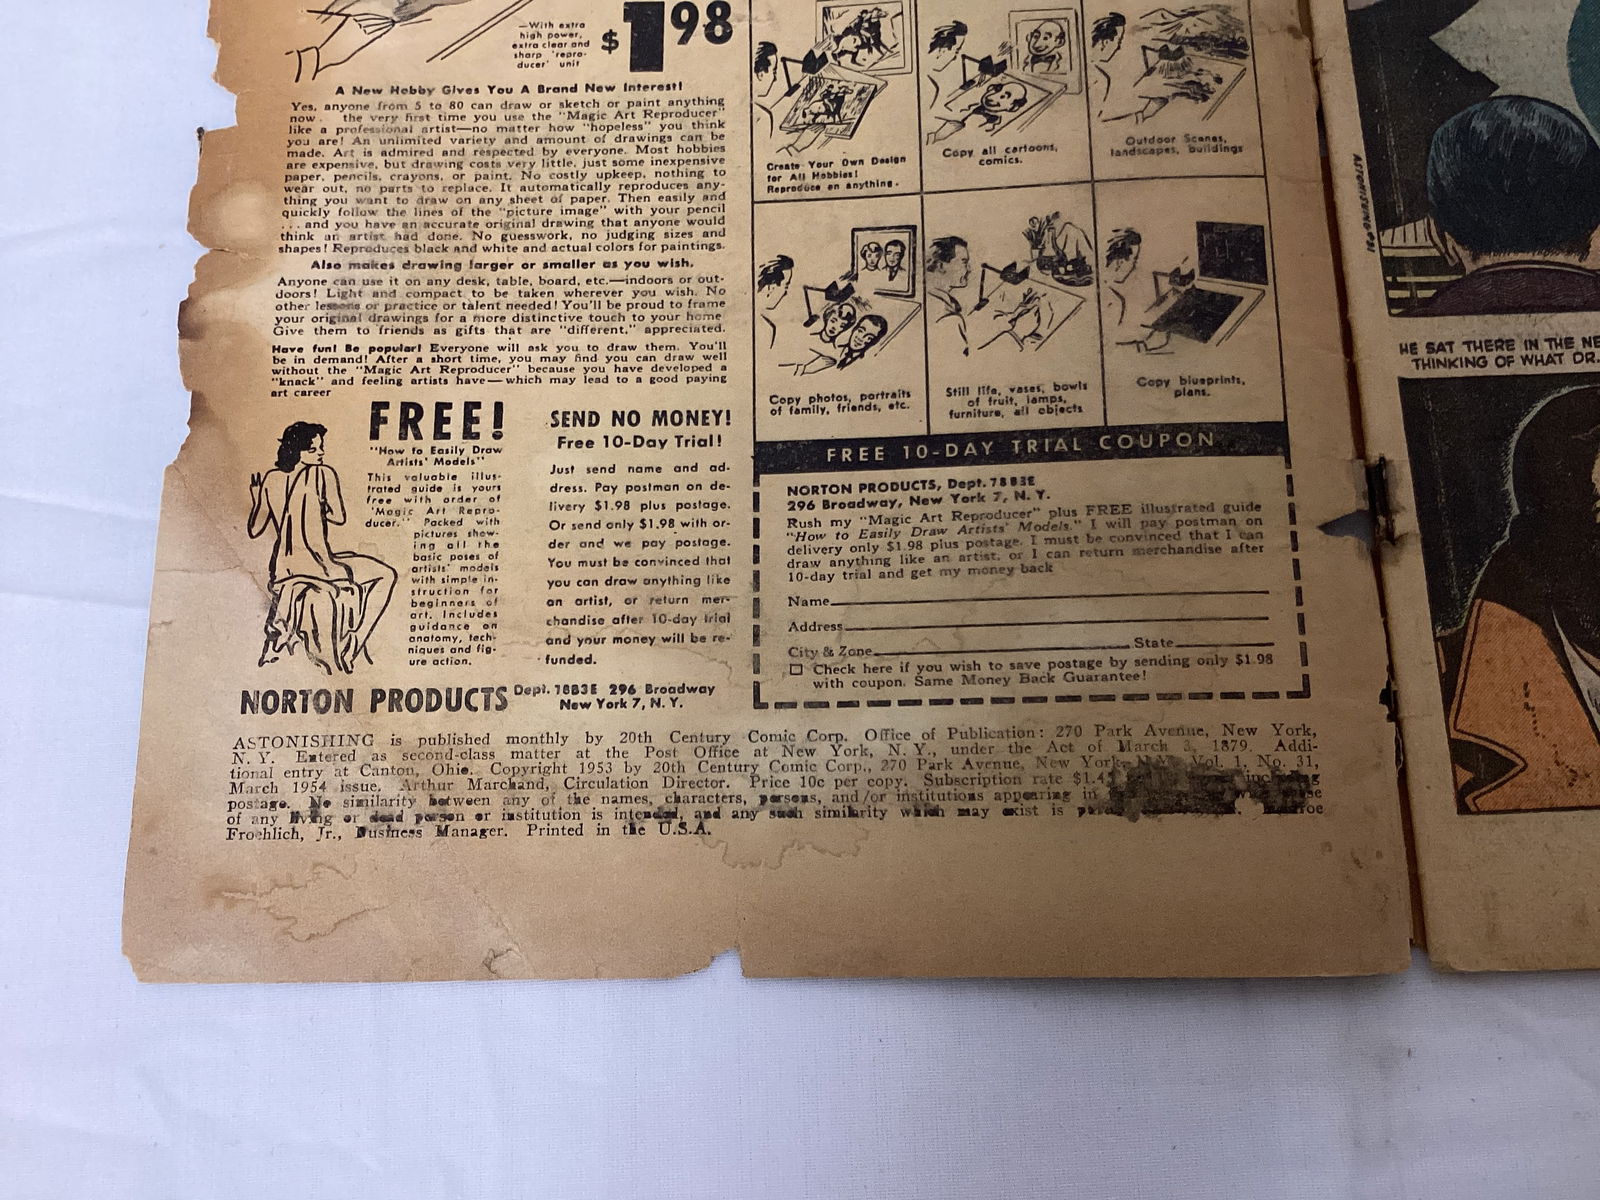 —With extra
high power,
extra clear and
sharp 'repro-
ducer' unit
$1.98
A New Hobby Gives You A Brand New Interest!
Yes, anyone from 5 to 80 can draw or sketch or paint anything
now . the very first time you use the "Magic Art Reproducer"
like a professional artist—no matter how "hopeless" you think
you are! An unlimited variety and amount of drawings can be
made. Art is admired and respected by everyone. Most hobbies
are expensive, but drawing costs very little, just some inexpensive
paper, pencils, crayons, or paint. No costly upkeep, nothing to
wear out, no parts to replace. It automatically reproduces any-
thing you want to draw on any sheet of paper. Then easily and
quickly follow the lines of the "picture image" with your pencil
. . . and you have an accurate original drawing that anyone would
think an artist had done. No guesswork, no judging sizes and
shapes! Reproduces black and white and actual colors for paintings.
Also makes drawing larger or smaller as you wish.
Anyone can use it on any desk, table, board, etc.—indoors or out-
doors! Light and compact to be taken wherever you wish. No
other lessons or practice or talent needed! You'll be proud to frame
your original drawings for a more distinctive touch to your home
Give them to friends as gifts that are "different," appreciated.
Have fun! Be popular! Everyone will ask you to draw them. You'll
be in demand! After a short time, you may find you can draw well
without the "Magic Art Reproducer" because you have developed a
"knack" and feeling artists have—which may lead to a good paying
art career
FREE!
"How to Easily Draw
Artists' Models"
This valuable illus-
trated guide is yours
free with order of
'Magic Art Repro-
ducer." Packed with
pictures show-
ing all the
basic poses of
artists' models
with simple in-
struction for
beginners of
art. Includes
guidance on
anatomy, tech-
niques and fig-
ure action.
SEND NO MONEY!
Free 10-Day Trial!
Just send name and ad-
dress. Pay postman on de-
livery $1.98 plus postage.
Or send only $1.98 with or-
der and we pay postage.
You must be convinced that
you can draw anything like
an artist, or return mer-
chandise after 10-day trial
and your money will be re-
funded.
NORTON PRODUCTS Dept. 78B3E 296 Broadway
New York 7, N. Y.
Create Your Own Design
for All Hobbies!
Reproduce on anything.
Copy all cartoons,
comics.
Outdoor Scenes,
landscapes, buildings
Copy photos, portraits
of family, friends, etc.
Still life, vases, bowls
of fruit, lamps,
furniture, all objects
Copy blueprints,
plans.
FREE 10-DAY TRIAL COUPON
NORTON PRODUCTS, Dept. 78B3E
296 Broadway, New York 7, N. Y.
Rush my "Magic Art Reproducer" plus FREE illustrated guide
"How to Easily Draw Artists' Models." I will pay postman on
delivery only $1.98 plus postage. I must be convinced that I can
draw anything like an artist, or I can return merchandise after
10-day trial and get my money back
Name
Address
City & Zone State
Check here if you wish to save postage by sending only $1.98
with coupon. Same Money Back Guarantee!
ASTONISHING is published monthly by 20th Century Comic Corp. Office of Publication: 270 Park Avenue, New York,
N. Y. Entered as second-class matter at the Post Office at New York, N. Y., under the Act of March 3, 1879. Addi-
tional entry at Canton, Ohio. Copyright 1953 by 20th Century Comic Corp., 270 Park Avenue, New York, N. Y. Vol. 1, No. 31,
March 1954 issue. Arthur Marchand, Circulation Director. Price 10c per copy. Subscription rate $1.45 including
postage. No similarity between any of the names, characters, persons, and/or institutions appearing in
of any living or dead person or institution is intended, and any such similarity which may exist is
Froehlich, Jr., Business Manager. Printed in the U.S.A.
ASTONISHING
HE SAT THERE IN THE
THINKING OF WHAT DR.